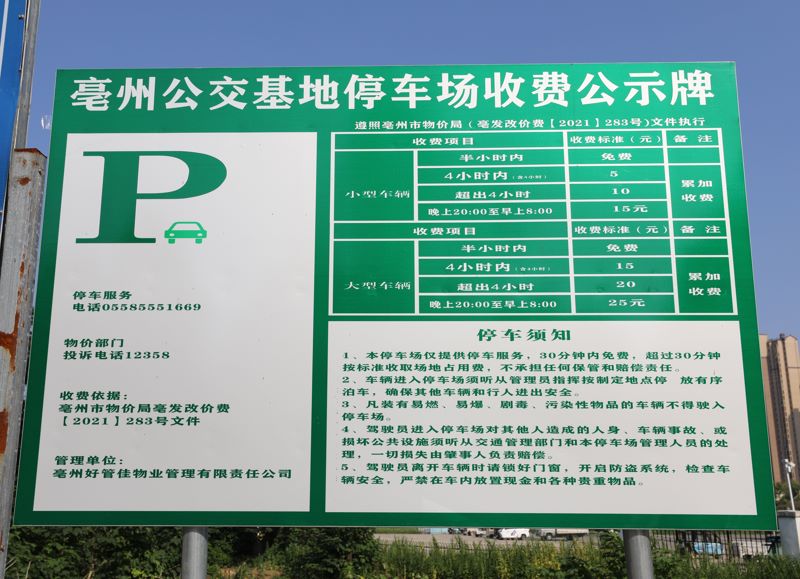 亳州公交基地停车场收费公示牌
遵照亳州市物价局（亳发改价费【2021】283号）文件执行
P
停车服务
电话05585551669
物价部门
投诉电话12358
收费依据：
亳州市物价局亳发改价费
【2021】283号文件
管理单位：
亳州好管佳物业管理有限责任公司
收费项目 收费标准（元） 备 注
小型车辆 半小时内 免费
4小时内（含4小时） 5 累加收费
超出4小时 10
晚上20:00至早上8:00 15元
收费项目 收费标准（元） 备 注
大型车辆 半小时内 免费
4小时内（含4小时） 15 累加收费
超出4小时 20
晚上20:00至早上8:00 25元
停车须知
1、本停车场仅提供停车服务，30分钟内免费，超过30分钟
按标准收取场地占用费，不承担任何保管和赔偿责任。
2、车辆进入停车场须听从管理员指挥按制定地点停 放有序
泊车，确保其他车辆和行人进出安全。
3、凡装有易燃、易爆、剧毒、污染性物品的车辆不得驶入
停车场。
4、驾驶员进入停车场对其他人造成的人身、车辆事故、或
损坏公共设施须听从交通管理部门和本停车场管理人员的处
理，一切损失由肇事人负责赔偿。
5、驾驶员离开车辆时请锁好门窗，开启防盗系统，检查车
辆安全，严禁在车内放置现金和各种贵重物品。